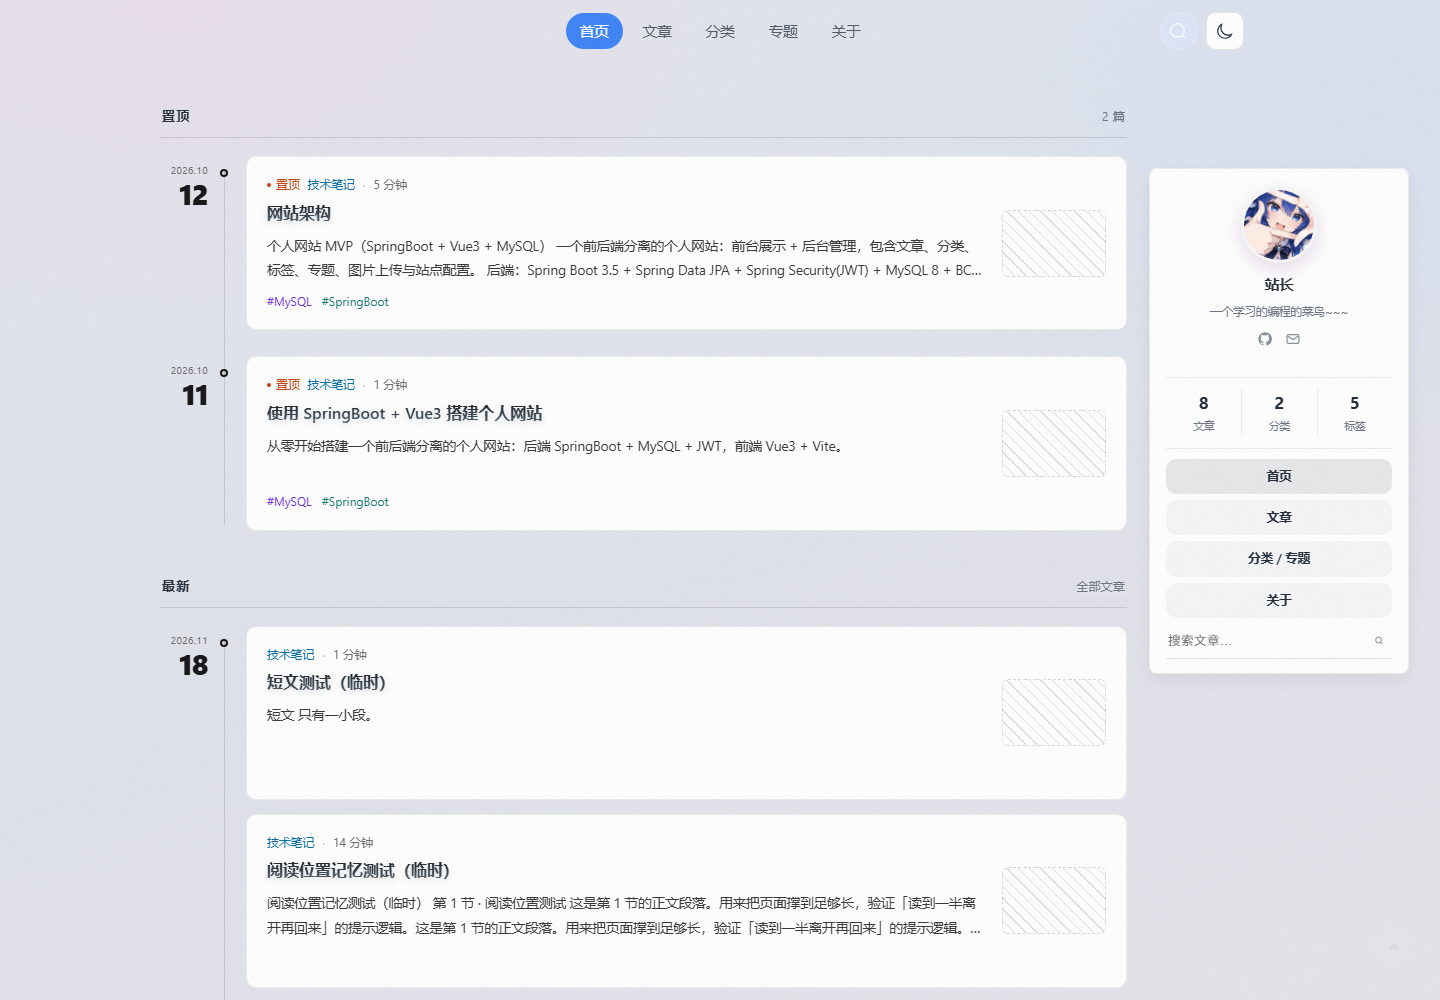 首页 文章 分类 专题 关于
置顶 2 篇
2026.10
12
• 置顶 技术笔记 · 5 分钟
网站架构
个人网站 MVP（SpringBoot + Vue3 + MySQL） 一个前后端分离的个人网站：前台展示 + 后台管理，包含文章、分类、
标签、专题、图片上传与站点配置。 后端：Spring Boot 3.5 + Spring Data JPA + Spring Security(JWT) + MySQL 8 + BC...
#MySQL #SpringBoot
2026.10
11
• 置顶 技术笔记 · 1 分钟
使用 SpringBoot + Vue3 搭建个人网站
从零开始搭建一个前后端分离的个人网站：后端 SpringBoot + MySQL + JWT，前端 Vue3 + Vite。
#MySQL #SpringBoot
最新 全部文章
2026.11
18
技术笔记 · 1 分钟
短文测试（临时）
短文 只有一小段。
技术笔记 · 14 分钟
阅读位置记忆测试（临时）
阅读位置记忆测试（临时） 第 1 节 · 阅读位置测试 这是第 1 节的正文段落。用来把页面撑到足够长，验证「读到一半离
开再回来」的提示逻辑。这是第 1 节的正文段落。用来把页面撑到足够长，验证「读到一半离开再回来」的提示逻辑。...
站长
一个学习的编程的菜鸟~~~
8 2 5
文章 分类 标签
首页
文章
分类 / 专题
关于
搜索文章...